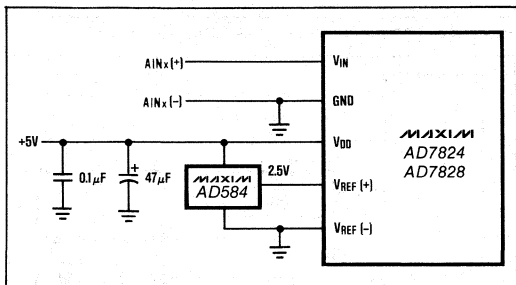 AINx(+)
VIN
AINx(-)
GND
+5V
VDD
MAXIM
AD7824
AD7828
0.1µF
+
47µF
MAXIM
AD584
2.5V
VREF(+)
VREF(-)